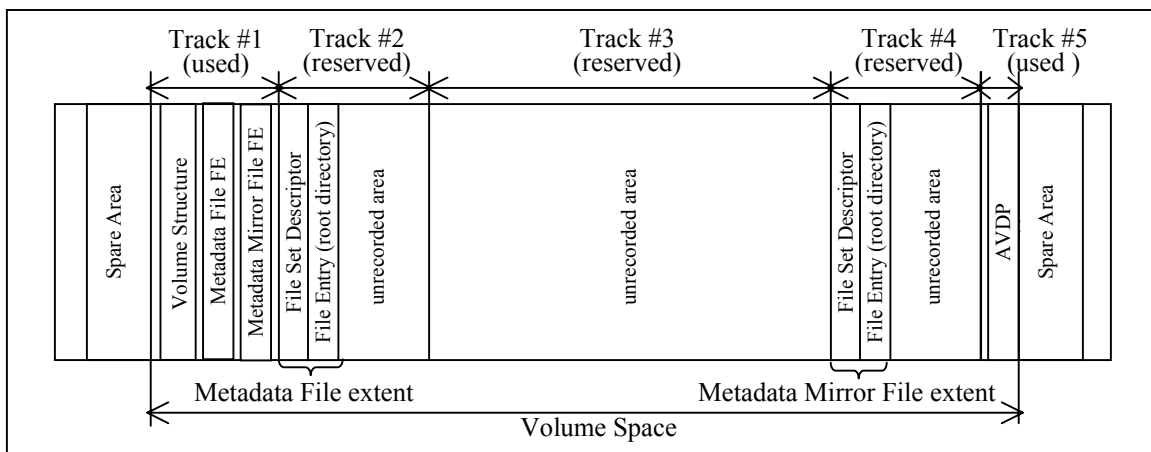 Track #1
(used)
Track #2
(reserved)
Track #3
(reserved)
Track #4
(reserved)
Track #5
(used )
Spare Area
Volume Structure
Metadata File FE
Metadata Mirror File FE
File Set Descriptor
File Entry (root directory)
unrecorded area
unrecorded area
File Set Descriptor
File Entry (root directory)
unrecorded area
AVDP
Spare Area
Metadada File extent
Metadada Mirror File extent
Volume Space